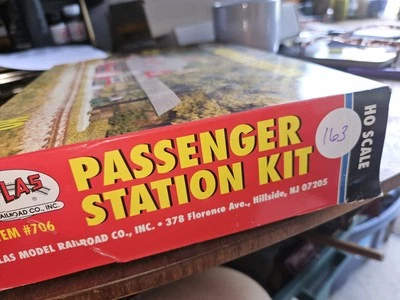 PASSENGER
STATION KIT
163
HO SCALE
LAS
RAILROAD CO., INC.
EM #706
LAS MODEL RAILROAD CO., INC. • 378 Florence Ave., Hillside, NJ 07205